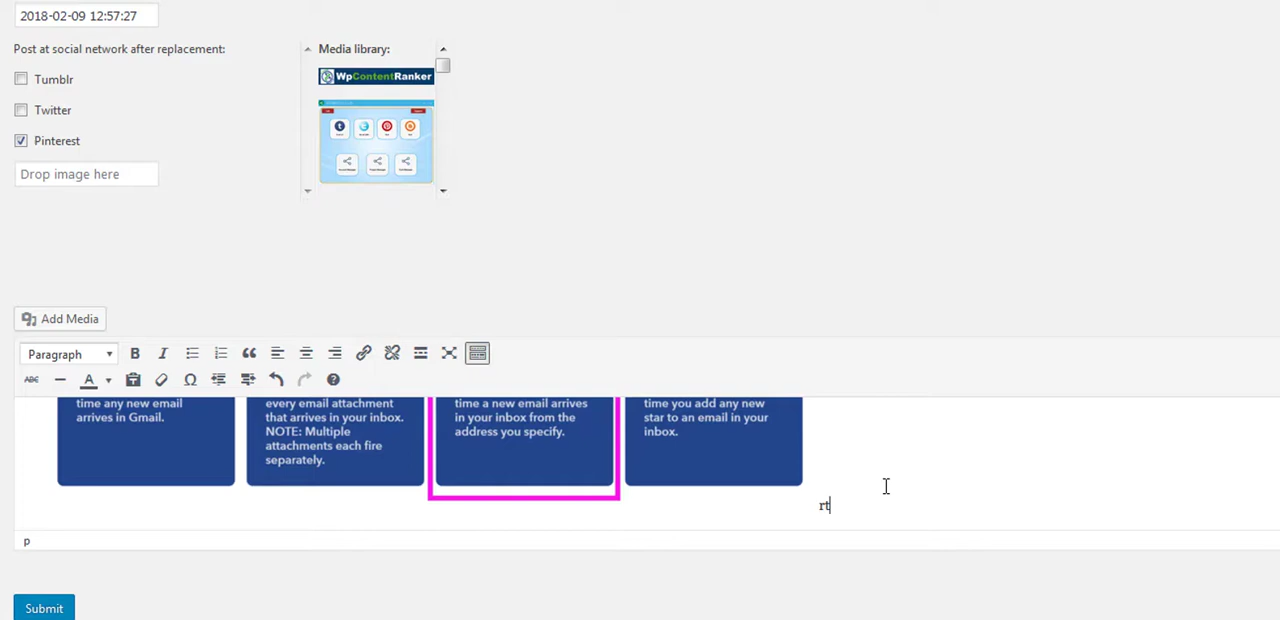 2018-02-09 12:57:27
Post at social network after replacement:
Tumblr
Twitter
Pinterest
Drop image here
Media library:
WpContentRanker
Add Media
Paragraph
B I
ABC A Ω
time any new email
arrives in Gmail.
every email attachment
that arrives in your inbox.
NOTE: Multiple
attachments each fire
separately.
time a new email arrives
in your inbox from the
address you specify.
time you add any new
star to an email in your
inbox.
rt
p
Submit